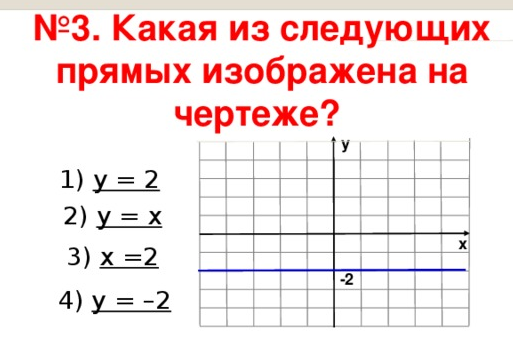 №3. Какая из следующих
прямых изображена на
чертеже?
у
1) y = 2
2) y = x
х
3) x =2
-2
4) y = –2